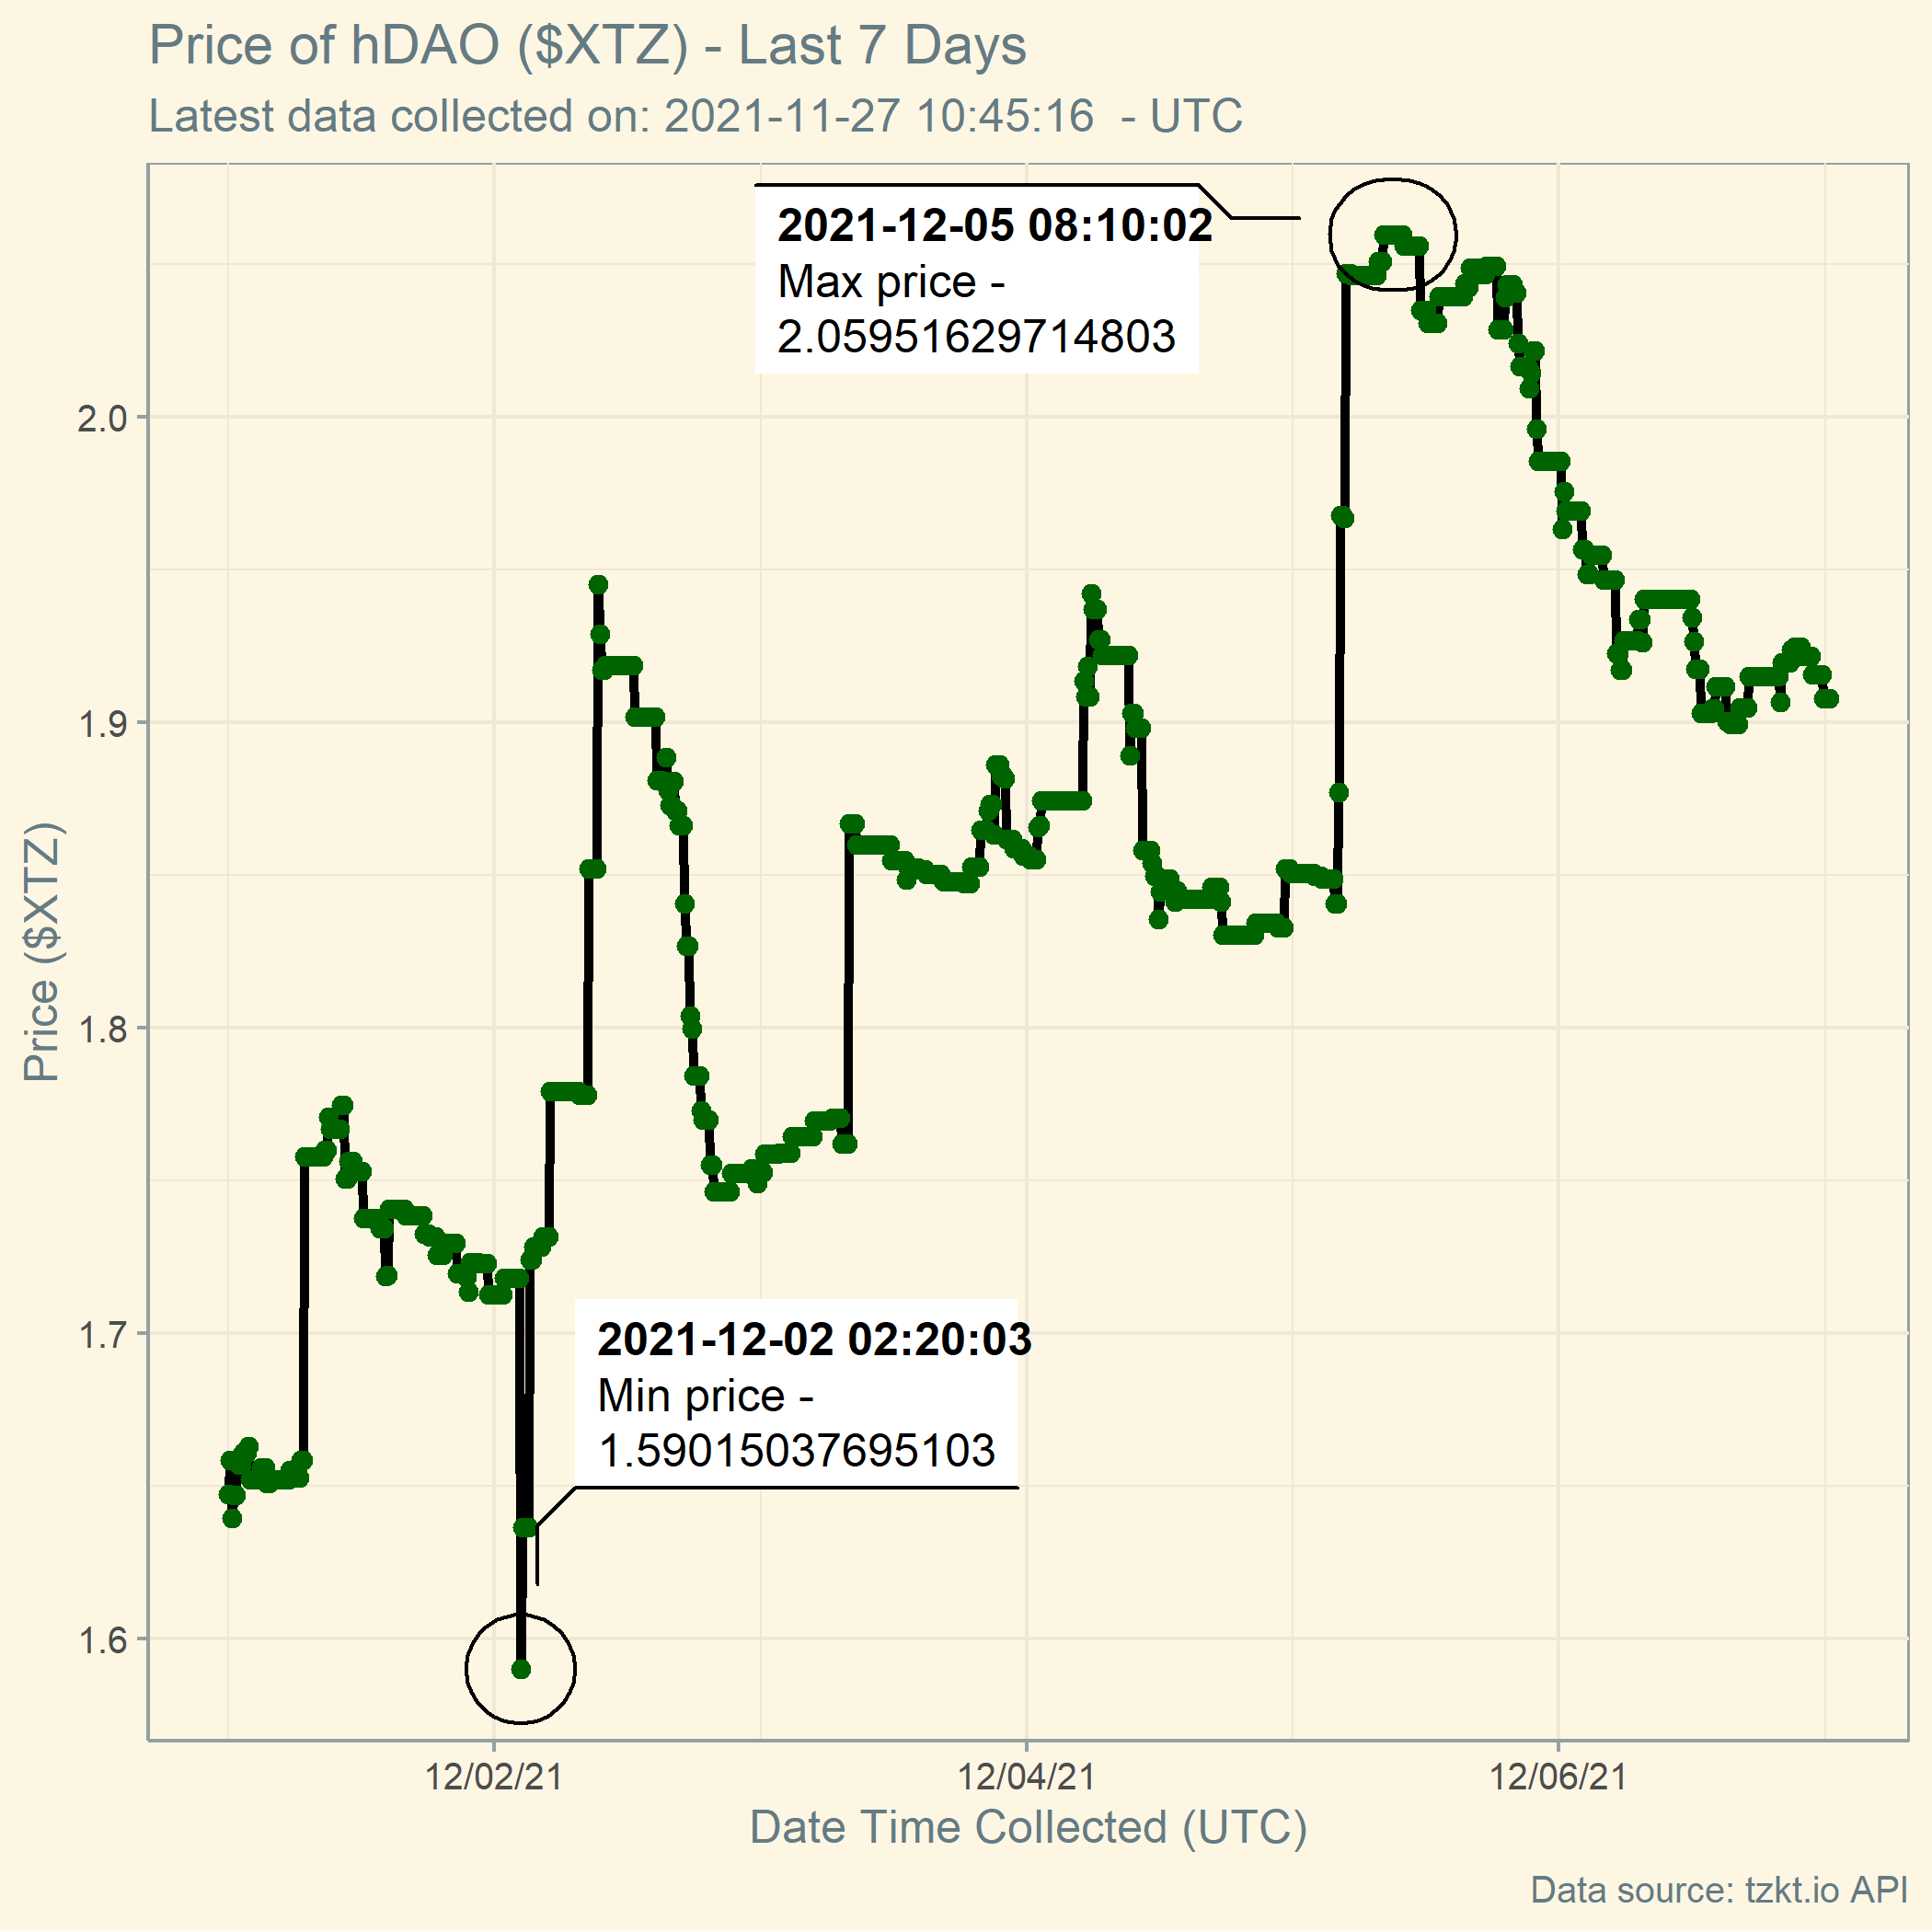 Price of hDAO ($XTZ) - Last 7 Days
Latest data collected on: 2021-11-27 10:45:16  - UTC
2021-12-05 08:10:02
Max price -
2.05951629714803
2.0
1.9
1.8
1.7
1.6
Price ($XTZ)
2021-12-02 02:20:03
Min price -
1.59015037695103
12/02/21
12/04/21
12/06/21
Date Time Collected (UTC)
Data source: tzkt.io API